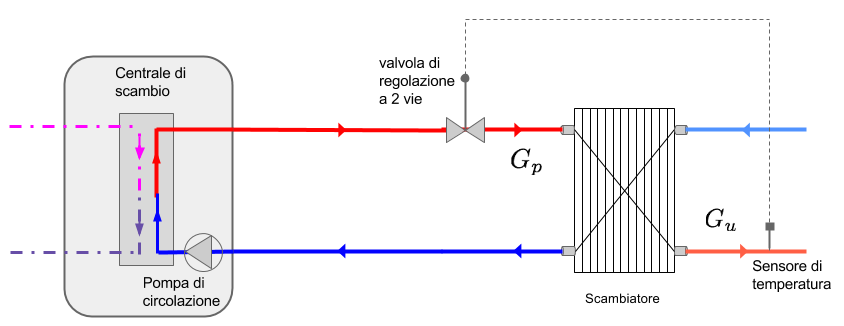 Centrale di
scambio
valvola di
regolazione
a 2 vie
G_p
G_u
Pompa di
circolazione
Scambiatore
Sensore di
temperatura